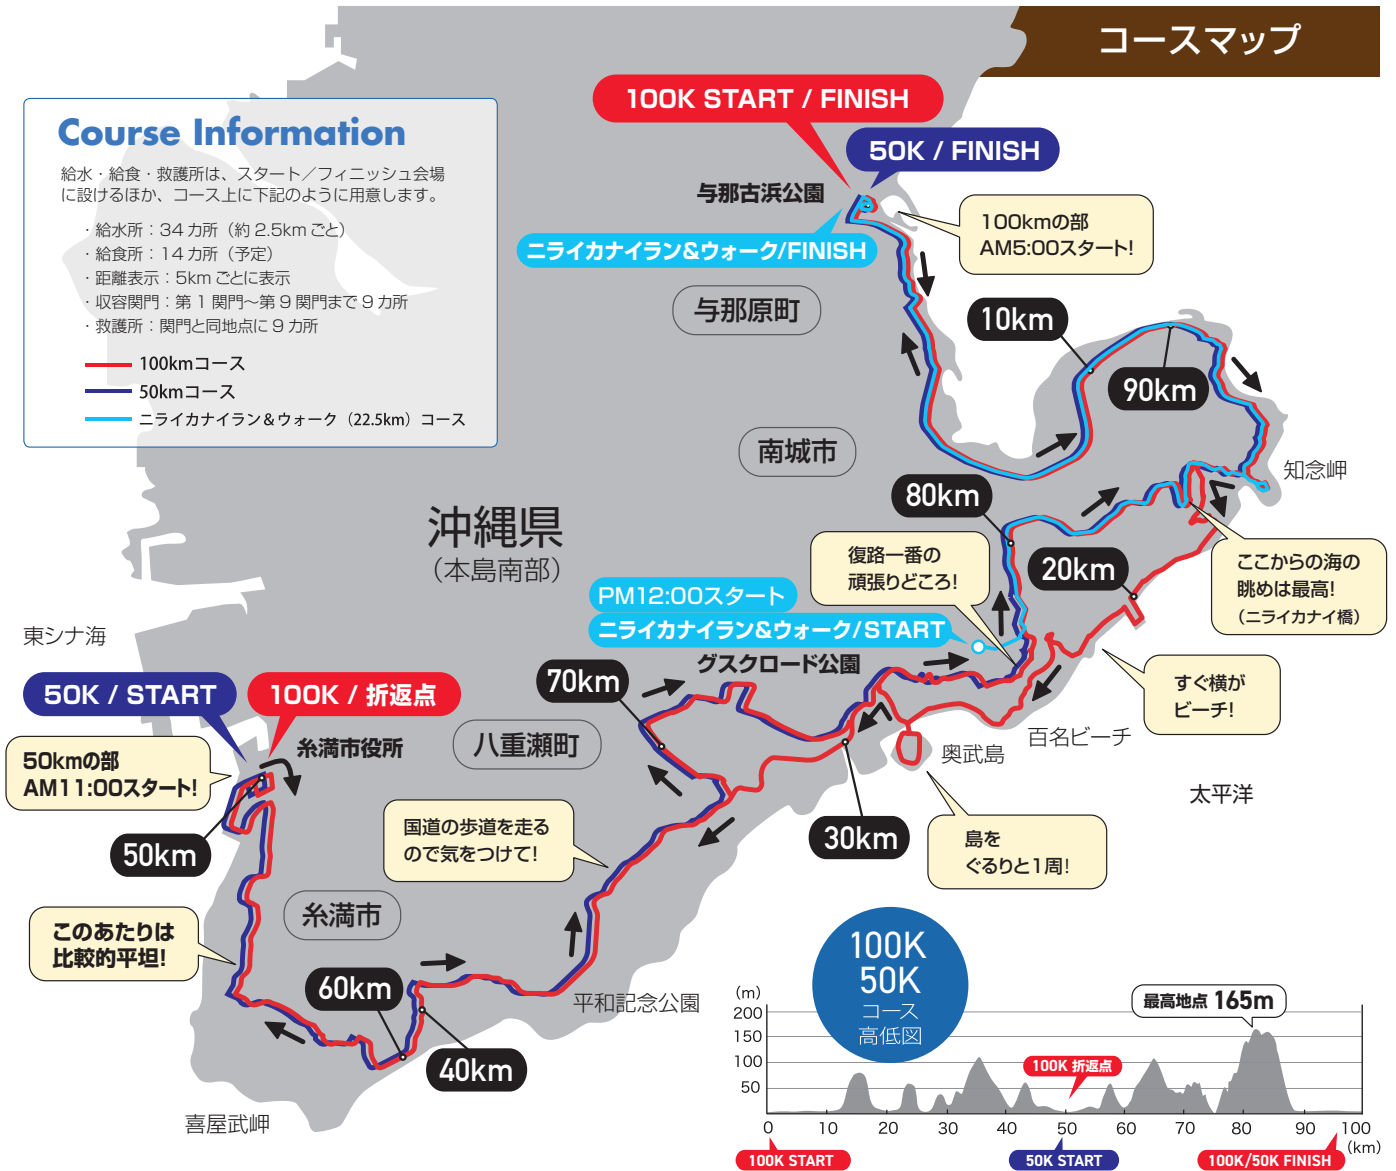 コースマップ
100K START / FINISH
50K / FINISH
Course Information
給水・給食・救護所は、スタート／フィニッシュ会場
に設けるほか、コース上に下記のように用意します。
・給水所：34 カ所（約 2.5km ごと）
・給食所：14 カ所（予定）
・距離表示：5km ごとに表示
・収容関門：第 1 関門〜第 9 関門まで 9 カ所
・救護所：関門と同地点に 9 カ所
100kmコース
50kmコース
ニライカナイラン＆ウォーク（22.5km）コース
与那古浜公園
ニライカナイラン&ウォーク/FINISH
100kmの部
AM5:00スタート!
与那原町
10km
90km
南城市
知念岬
80km
沖縄県
（本島南部）
復路一番の
頑張りどころ!
20km
ここからの海の
眺めは最高!
（ニライカナイ橋）
PM12:00スタート
ニライカナイラン&ウォーク/START
グスクロード公園
東シナ海
50K / START
100K / 折返点
70km
すぐ横が
ビーチ!
糸満市役所
八重瀬町
奥武島
百名ビーチ
50kmの部
AM11:00スタート!
太平洋
50km
国道の歩道を走る
ので気をつけて!
30km
島を
ぐるりと1周!
糸満市
このあたりは
比較的平坦!
60km
平和記念公園
40km
喜屋武岬
100K
50K
コース
高低図
最高地点 165m
(m)
200
150
100
50
100K 折返点
0 10 20 30 40 50 60 70 80 90 100
(km)
100K START
50K START
100K/50K FINISH